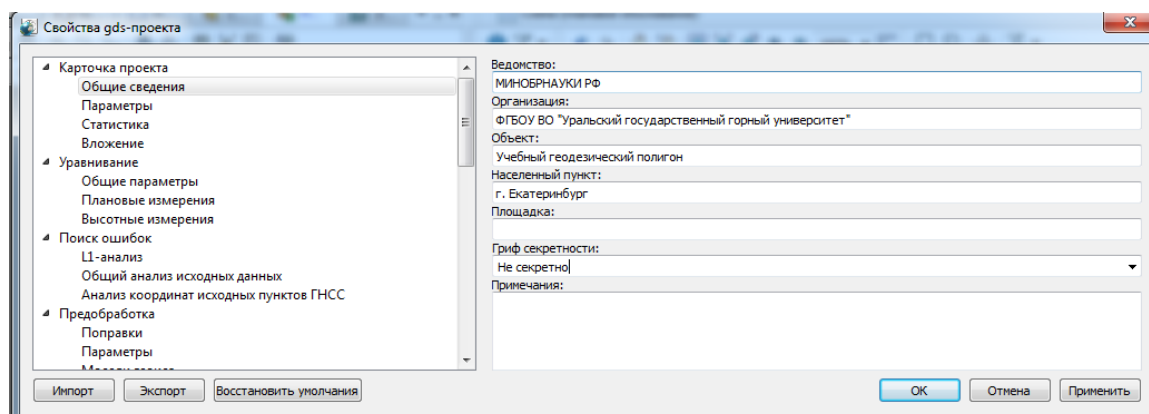 Свойства gds-проекта
Карточка проекта
Общие сведения
Параметры
Статистика
Вложение
Уравнивание
Общие параметры
Плановые измерения
Высотные измерения
Поиск ошибок
L1-анализ
Общий анализ исходных данных
Анализ координат исходных пунктов ГНСС
Предобработка
Поправки
Параметры
Ведомство:
МИНОБРНАУКИ РФ
Организация:
ФГБОУ ВО "Уральский государственный горный университет"
Объект:
Учебный геодезический полигон
Населенный пункт:
г. Екатеринбург
Площадка:
Гриф секретности:
Не секретно
Примечания:
Импорт Экспорт Восстановить умолчания OK Отмена Применить